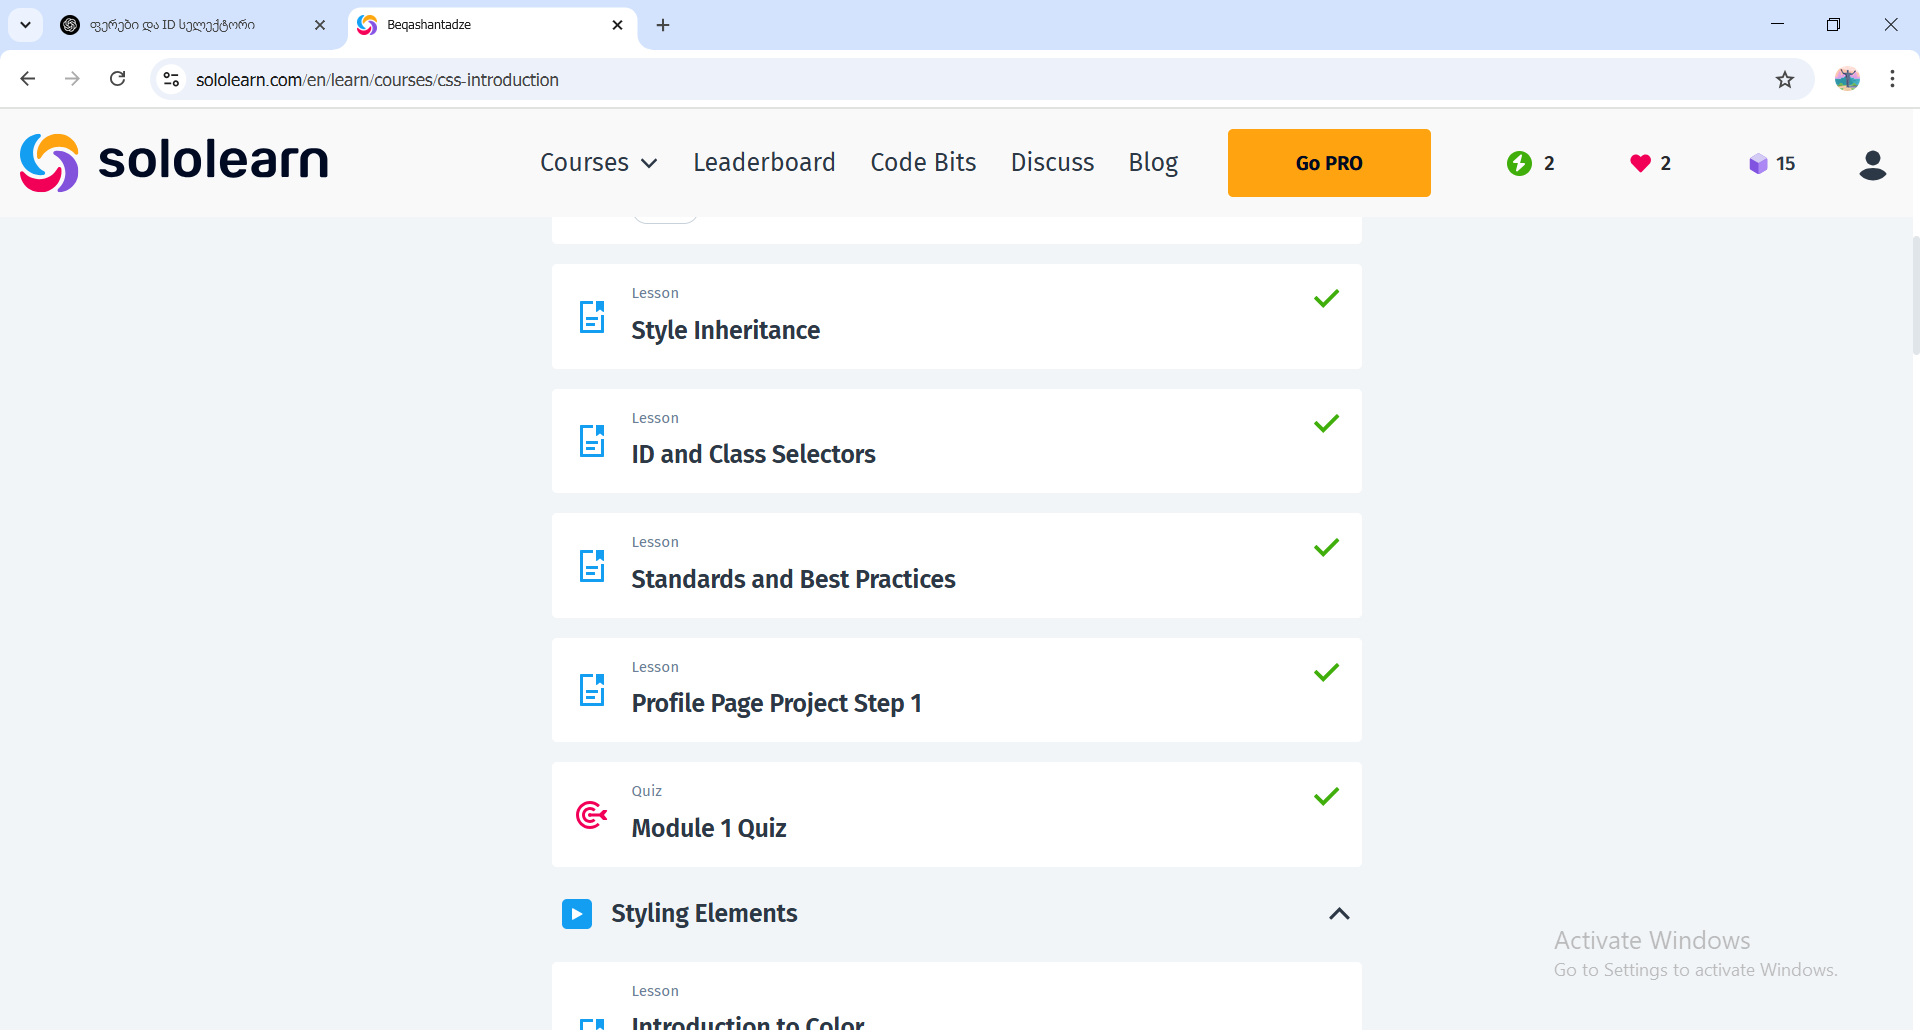 ფერები და ID სელექტორი
Beqashantadze
sololearn.com/en/learn/courses/css-introduction
sololearn
Courses
Leaderboard
Code Bits
Discuss
Blog
Go PRO
2
2
15
Lesson
Style Inheritance
Lesson
ID and Class Selectors
Lesson
Standards and Best Practices
Lesson
Profile Page Project Step 1
Quiz
Module 1 Quiz
Styling Elements
Lesson
Introduction to Color
Activate Windows
Go to Settings to activate Windows.